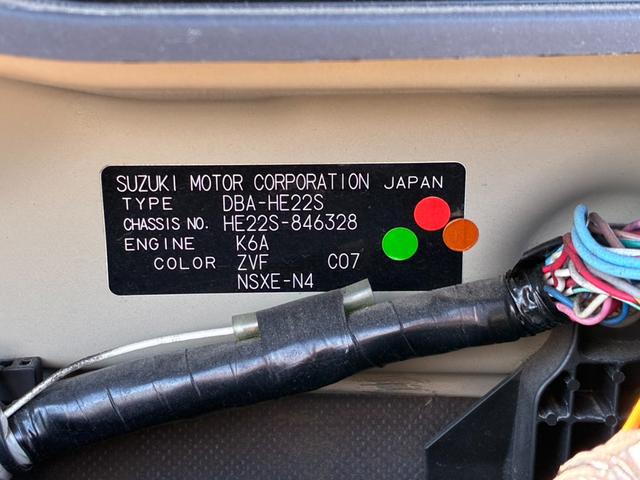 SUZUKI MOTOR CORPORATION JAPAN
TYPE DBA-HE22S
CHASSIS NO. HE22S-846328
ENGINE K6A
COLOR ZVF C07
NSXE-N4